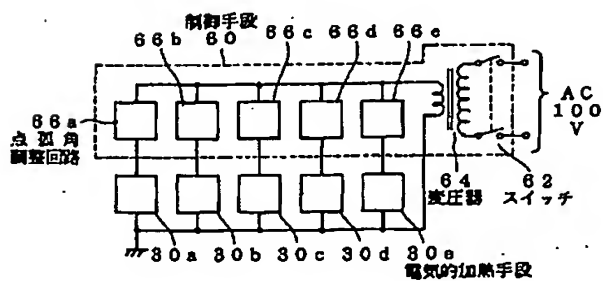 制御手段
66b 60 66c 66d 66e
66a
点弧角
調整回路
AC
100
V
64
変圧器
62
スイッチ
30a 30b 30c 30d 30e
電気的加熱手段